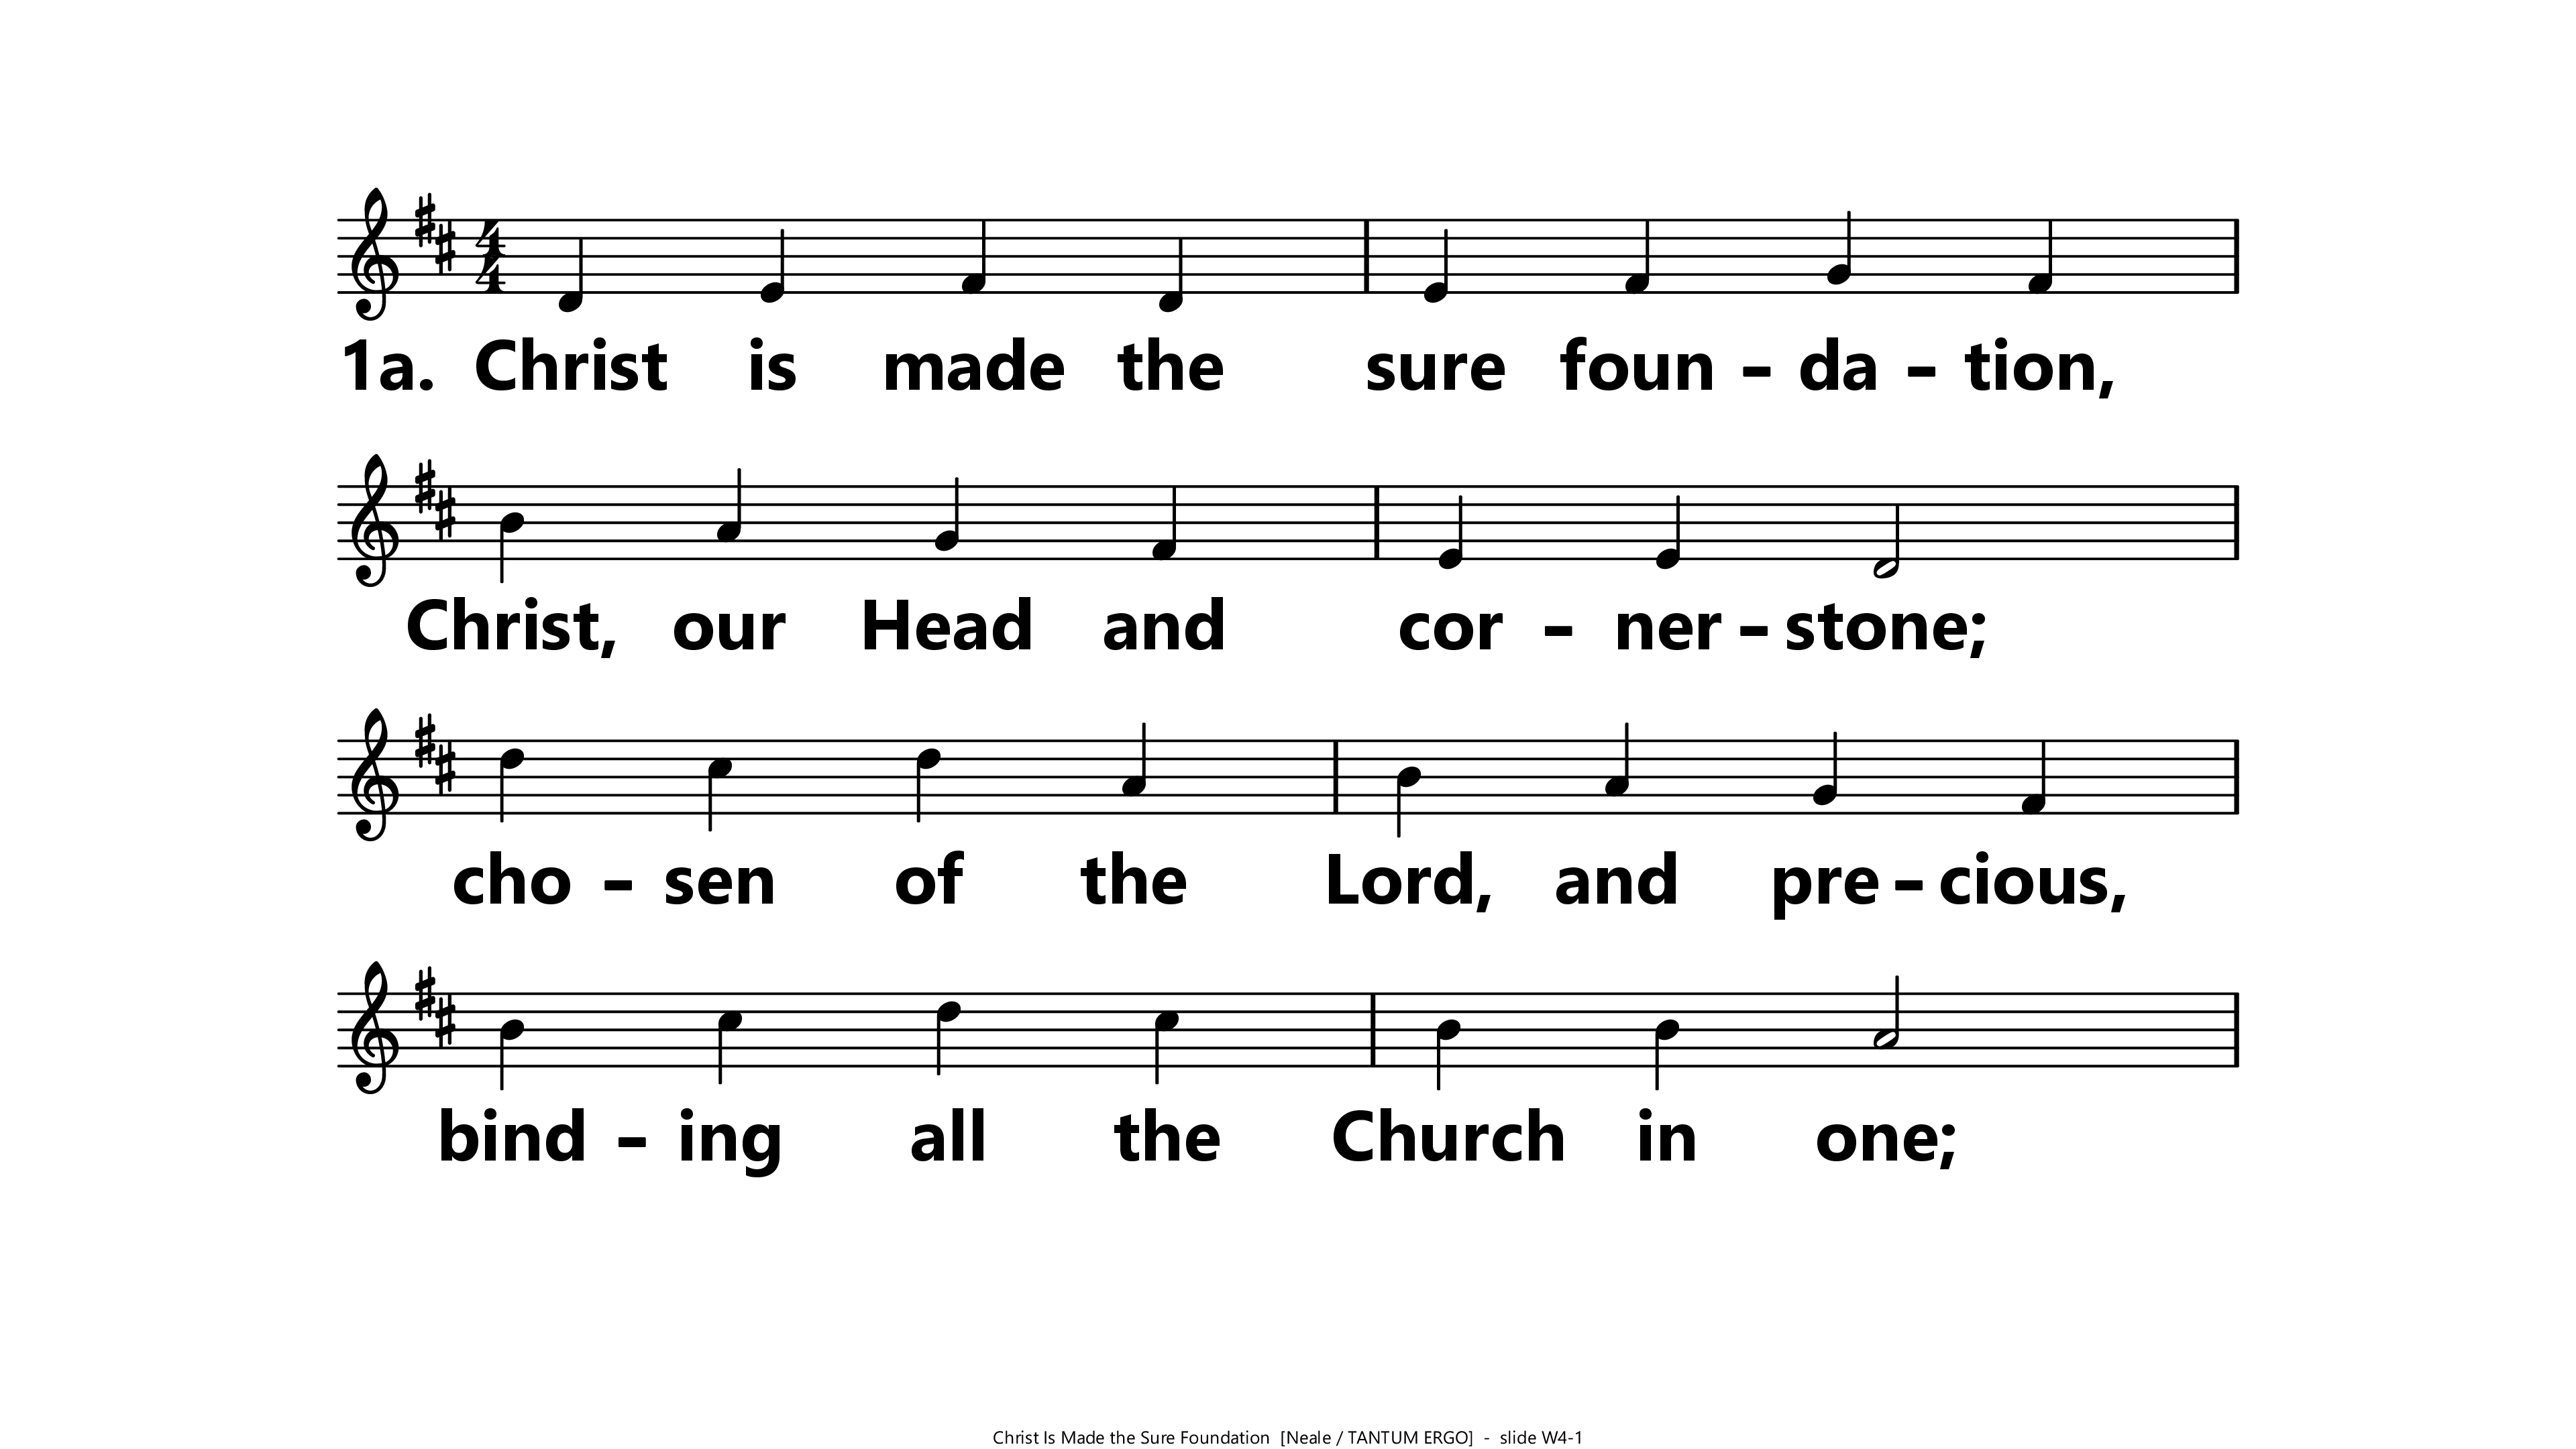 1a. Christ is made the sure foun - da - tion,
Christ, our Head and cor - ner - stone;
cho - sen of the Lord, and pre - cious,
bind - ing all the Church in one;
Christ Is Made the Sure Foundation [Neale / TANTUM ERGO] - slide W4-1